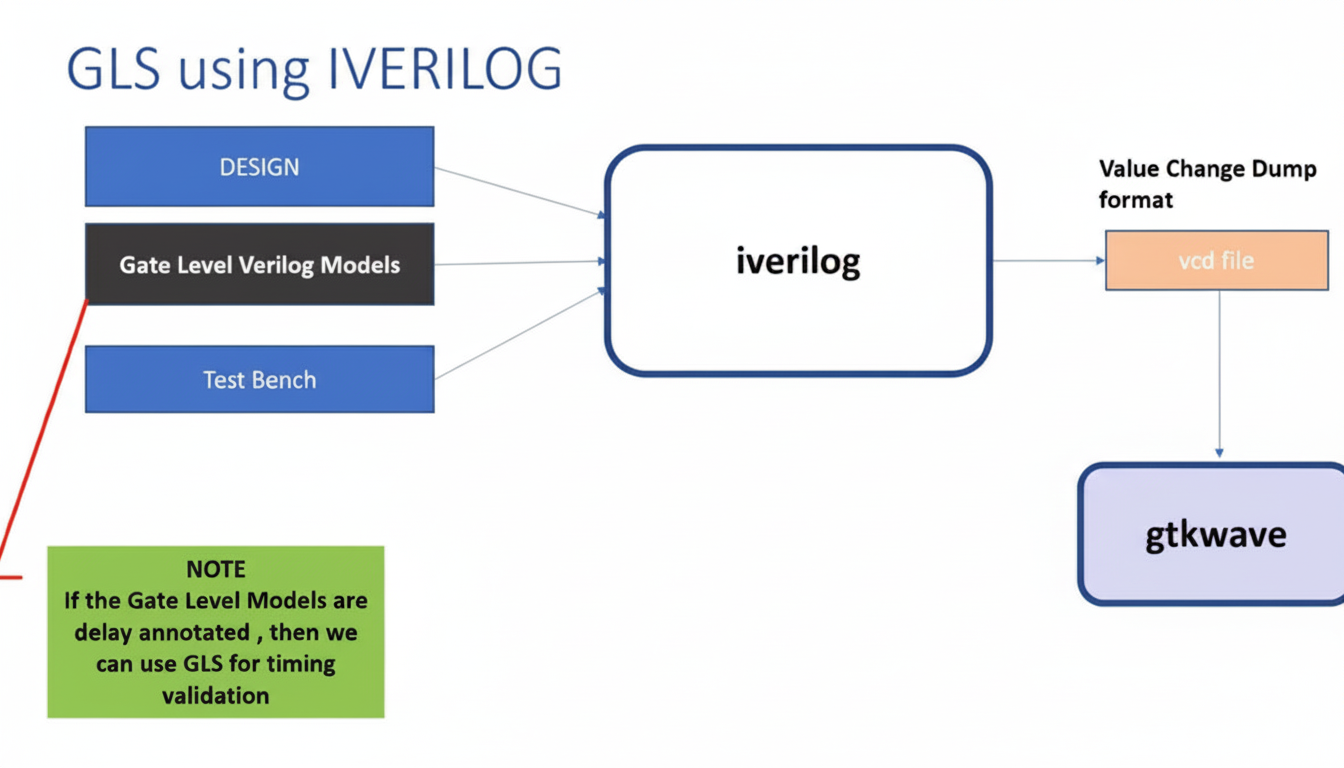 GLS using IVERILOG
DESIGN
Gate Level Verilog Models
Test Bench
iverilog
Value Change Dump
format
vcd file
gtkwave
NOTE
If the Gate Level Models are
delay annotated , then we
can use GLS for timing
validation